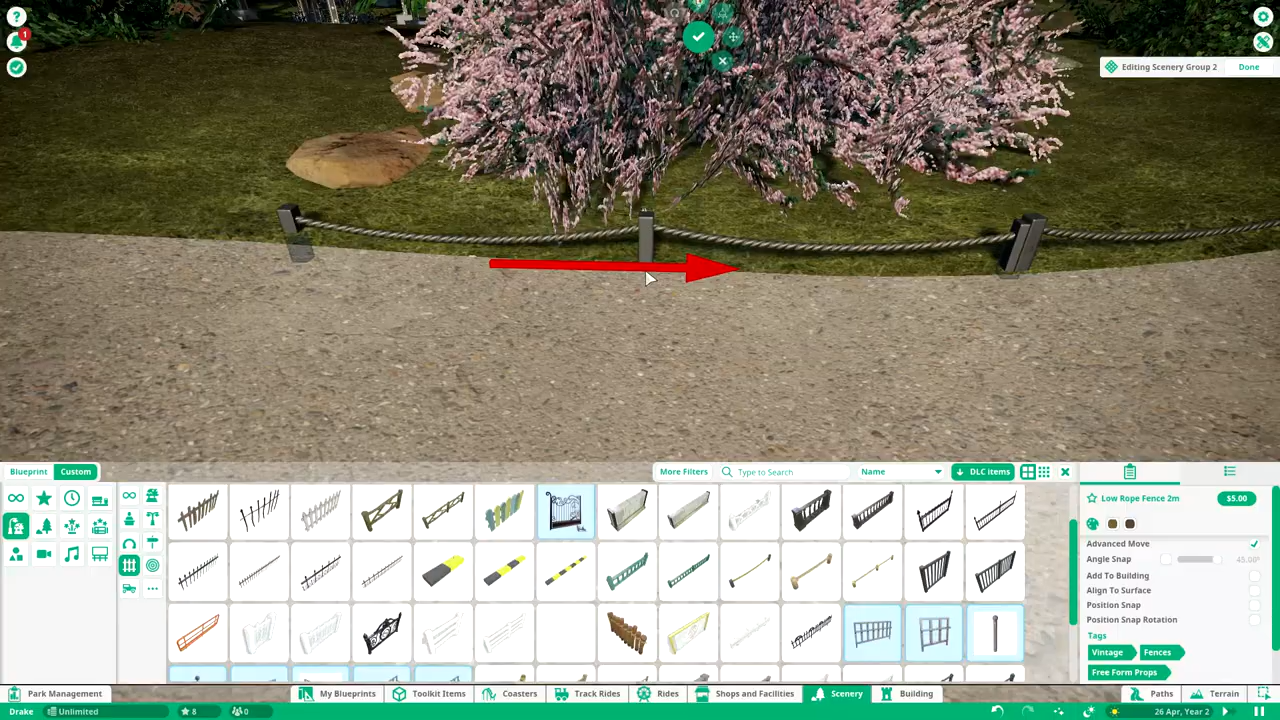 ?
1
Editing Scenery Group 2 Done
Blueprint Custom More Filters Type to Search Name DLC items
Low Rope Fence 2m $5.00
Advanced Move
Angle Snap 45.00°
Add To Building
Align To Surface
Position Snap
Position Snap Rotation
Tags
Vintage Fences
Free Form Props
Park Management My Blueprints Toolkit Items Coasters Track Rides Rides Shops and Facilities Scenery Building Paths Terrain
Drake Unlimited 8 0 26 Apr, Year 2